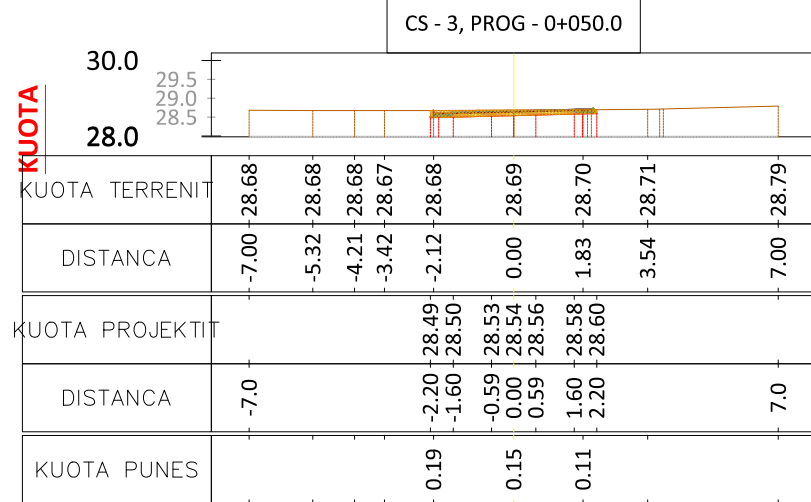 CS - 3, PROG - 0+050.0
30.0
29.5
29.0
28.5
28.0
KUOTA
KUOTA TERRENIT 28.68 28.68 28.68 28.67 28.68 28.69 28.70 28.71 28.79
DISTANCA -7.00 -5.32 -4.21 -3.42 -2.12 0.00 1.83 3.54 7.00
KUOTA PROJEKTIT 28.49 28.50 28.53 28.54 28.56 28.58 28.60
DISTANCA -7.0 -2.20 -1.60 -0.59 0.00 0.59 1.60 2.20 7.0
KUOTA PUNES 0.19 0.15 0.11